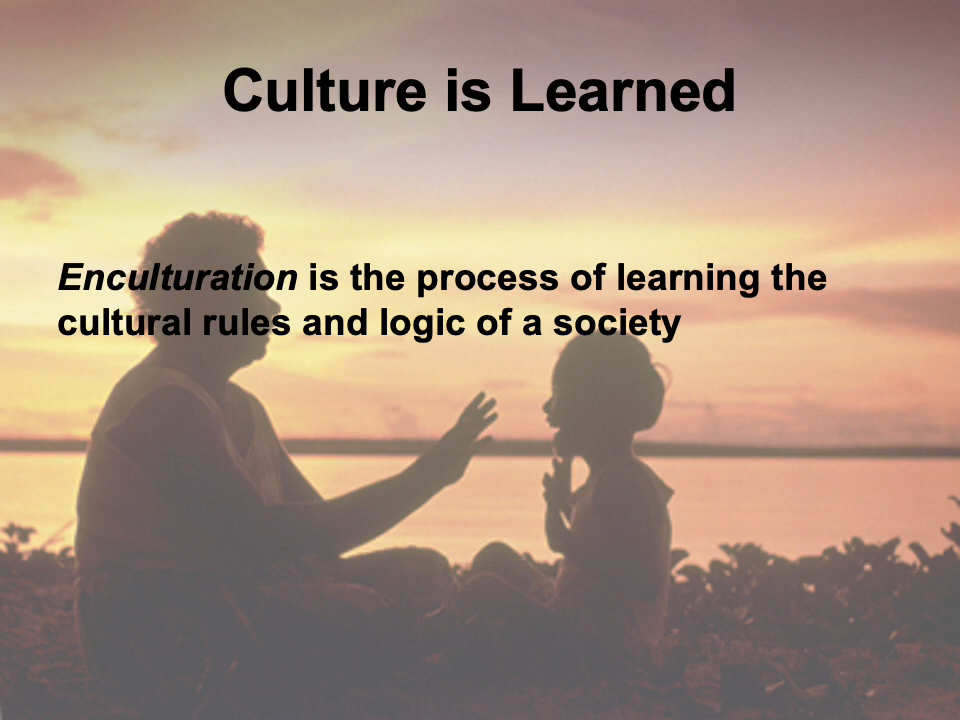 Culture is Learned
Enculturation is the process of learning the
cultural rules and logic of a society